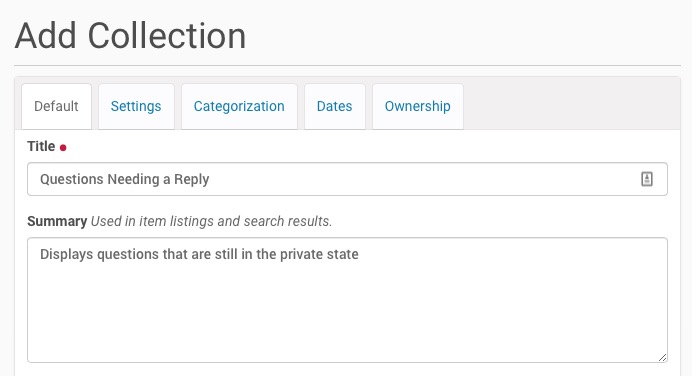 Add Collection
Default Settings Categorization Dates Ownership
Title
Questions Needing a Reply
Summary Used in item listings and search results.
Displays questions that are still in the private state